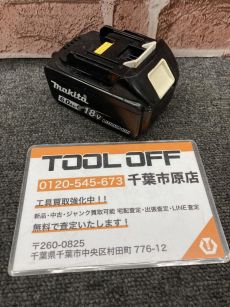 makita
6.0Ah 18V
TOOL OFF
0120-545-673 千葉市原店
工具買取強化中!!
新品・中古・ジャンク買取可能 宅配査定・出張査定・LINE査定
無料で査定いたします!
〒260-0825
千葉県千葉市中央区村田町 776-12